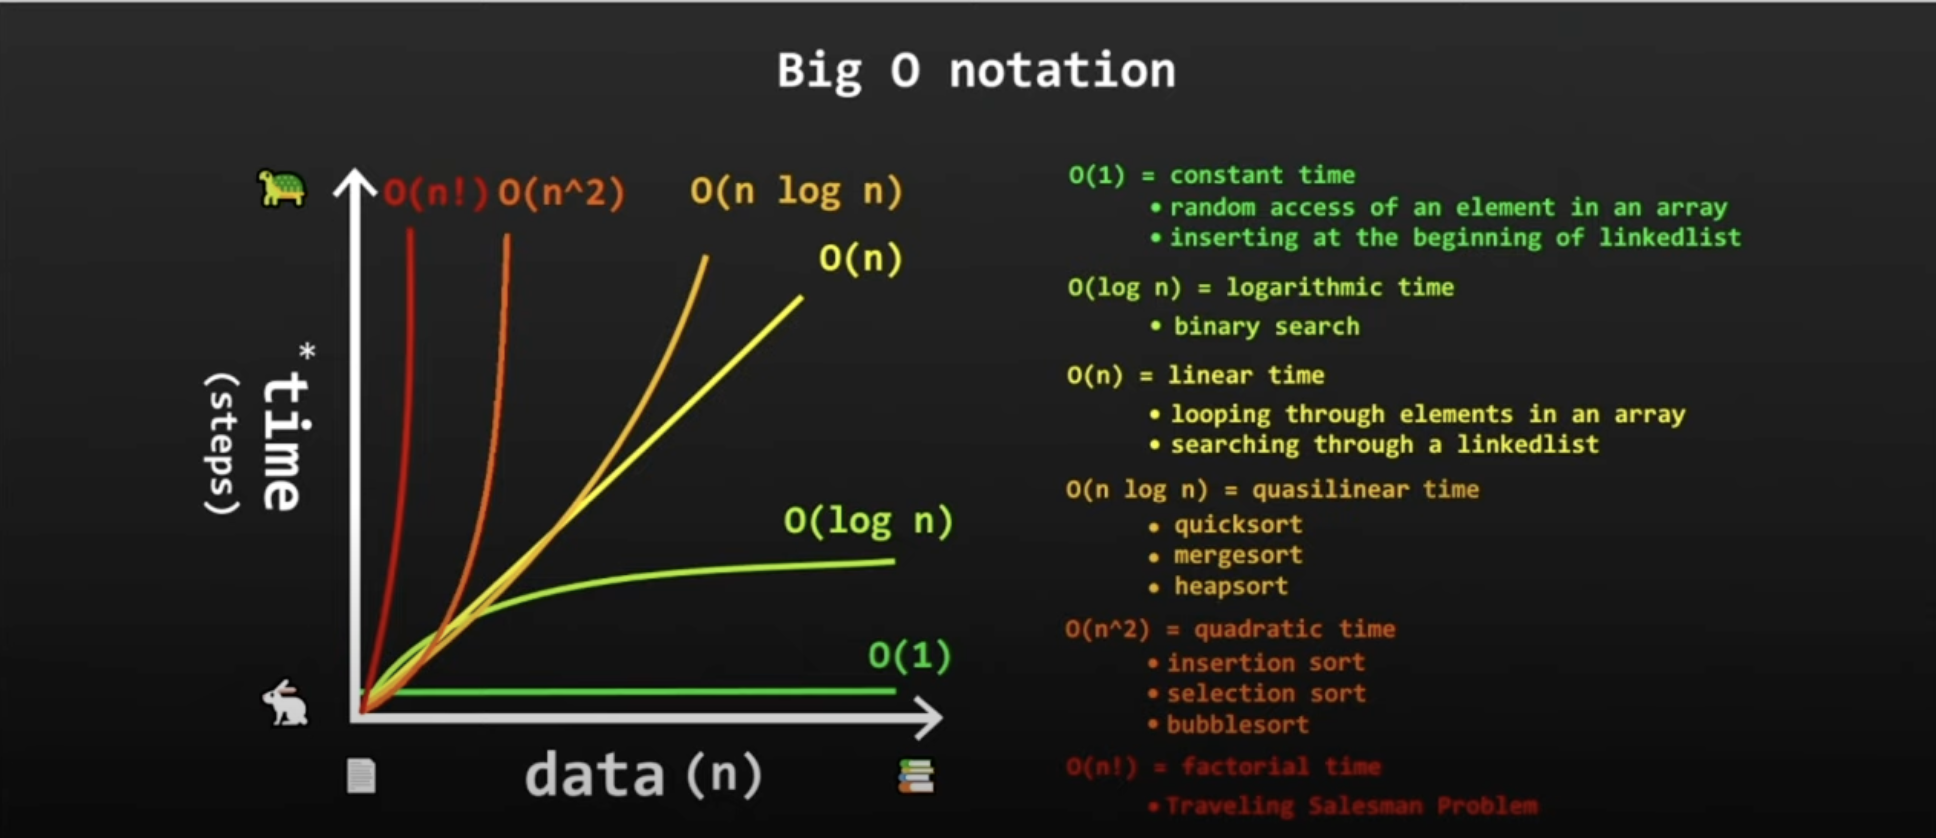 Big O notation
O(n!)
O(n^2)
O(n log n)
O(n)
O(log n)
O(1)
*
time
(steps)
data (n)
O(1) = constant time
• random access of an element in an array
• inserting at the beginning of linkedlist
O(log n) = logarithmic time
• binary search
O(n) = linear time
• looping through elements in an array
• searching through a linkedlist
O(n log n) = quasilinear time
• quicksort
• mergesort
• heapsort
O(n^2) = quadratic time
• insertion sort
• selection sort
• bubblesort
O(n!) = factorial time
• Traveling Salesman Problem